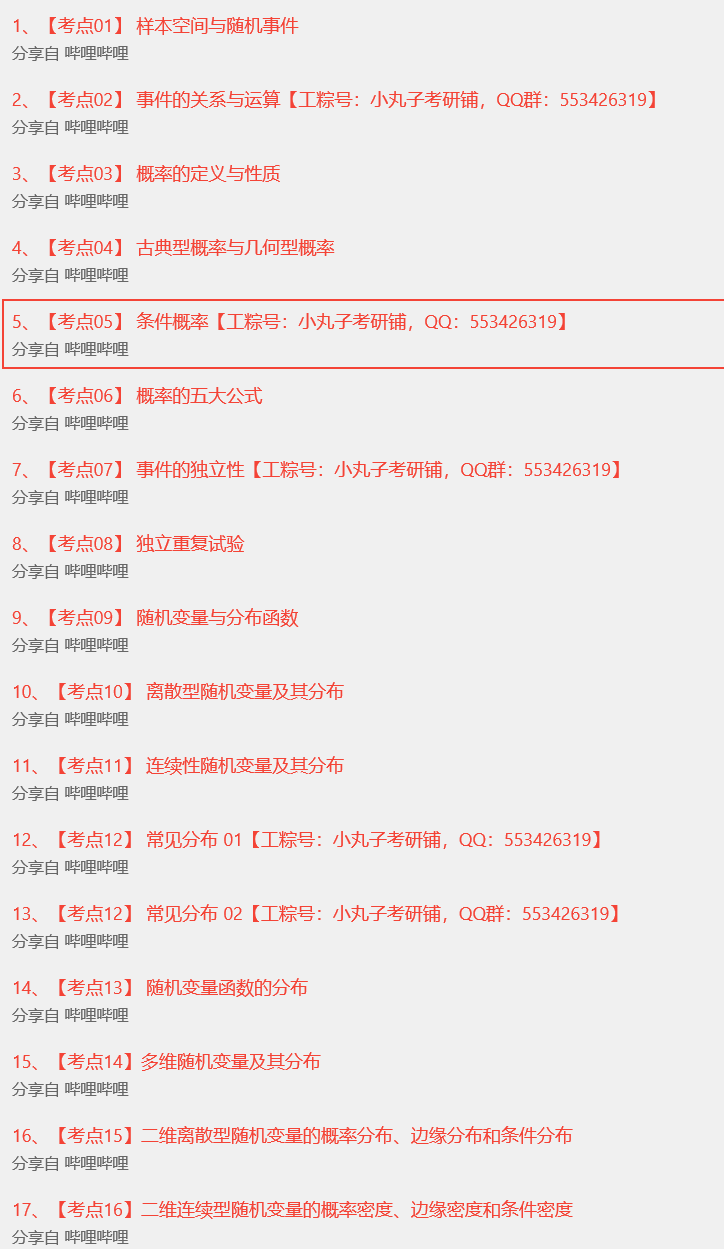 1、【考点01】 样本空间与随机事件
分享自 哔哩哔哩
2、【考点02】 事件的关系与运算【工粽号：小丸子考研铺，QQ群：553426319】
分享自 哔哩哔哩
3、【考点03】 概率的定义与性质
分享自 哔哩哔哩
4、【考点04】 古典型概率与几何型概率
分享自 哔哩哔哩
5、【考点05】 条件概率【工粽号：小丸子考研铺，QQ：553426319】
分享自 哔哩哔哩
6、【考点06】 概率的五大公式
分享自 哔哩哔哩
7、【考点07】 事件的独立性【工粽号：小丸子考研铺，QQ群：553426319】
分享自 哔哩哔哩
8、【考点08】 独立重复试验
分享自 哔哩哔哩
9、【考点09】 随机变量与分布函数
分享自 哔哩哔哩
10、【考点10】 离散型随机变量及其分布
分享自 哔哩哔哩
11、【考点11】 连续性随机变量及其分布
分享自 哔哩哔哩
12、【考点12】 常见分布 01【工粽号：小丸子考研铺，QQ：553426319】
分享自 哔哩哔哩
13、【考点12】 常见分布 02【工粽号：小丸子考研铺，QQ群：553426319】
分享自 哔哩哔哩
14、【考点13】 随机变量函数的分布
分享自 哔哩哔哩
15、【考点14】多维随机变量及其分布
分享自 哔哩哔哩
16、【考点15】二维离散型随机变量的概率分布、边缘分布和条件分布
分享自 哔哩哔哩
17、【考点16】二维连续型随机变量的概率密度、边缘密度和条件密度
分享自 哔哩哔哩